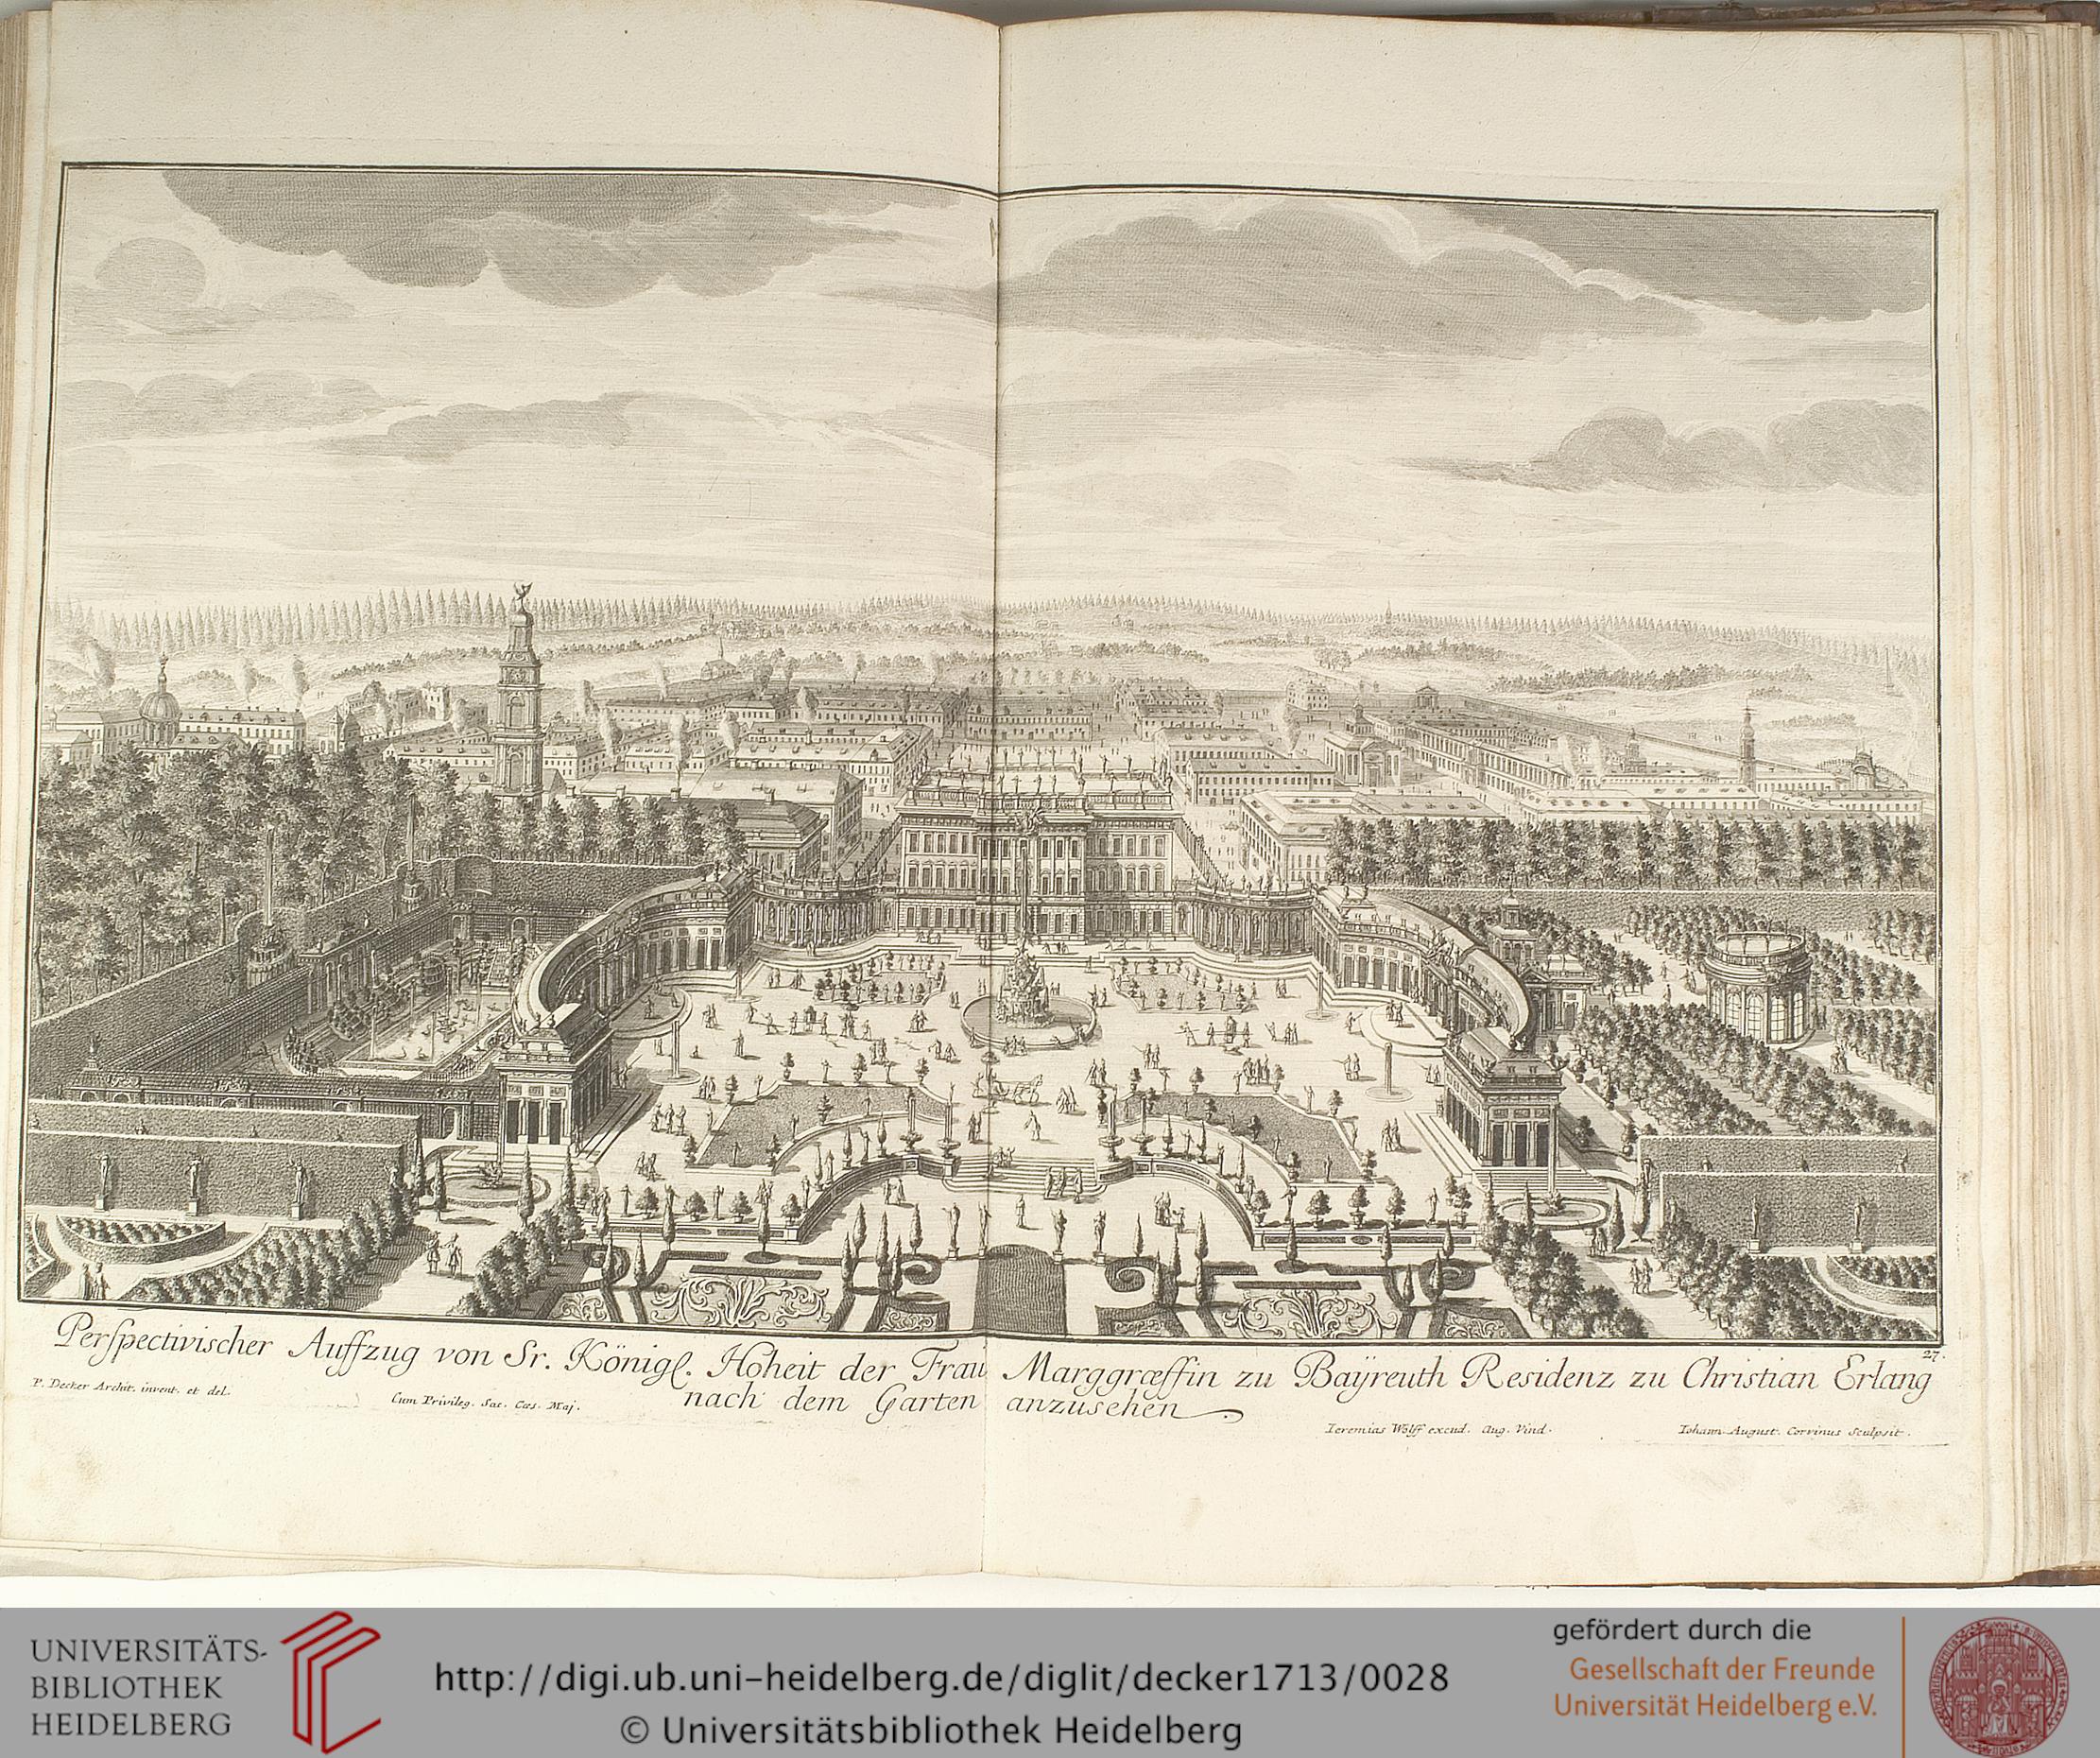 27.
Perspectivischer Auffzug von Sr. Königl. Hoheit der Frau Marggræffin zu Baÿreuth Residenz zu Christian Erlang
nach dem Garten anzusehen
P. Decker Archit. invent. et del.
Cum Privileg. Sac. Cæs. Maj.
Ieremias Wolff excud. Aug. Vind.
Iohann August. Corvinus Sculpsit.
UNIVERSITÄTS-
BIBLIOTHEK
HEIDELBERG
http://digi.ub.uni-heidelberg.de/diglit/decker1713/0028
© Universitätsbibliothek Heidelberg
gefördert durch die
Gesellschaft der Freunde
Universität Heidelberg e.V.